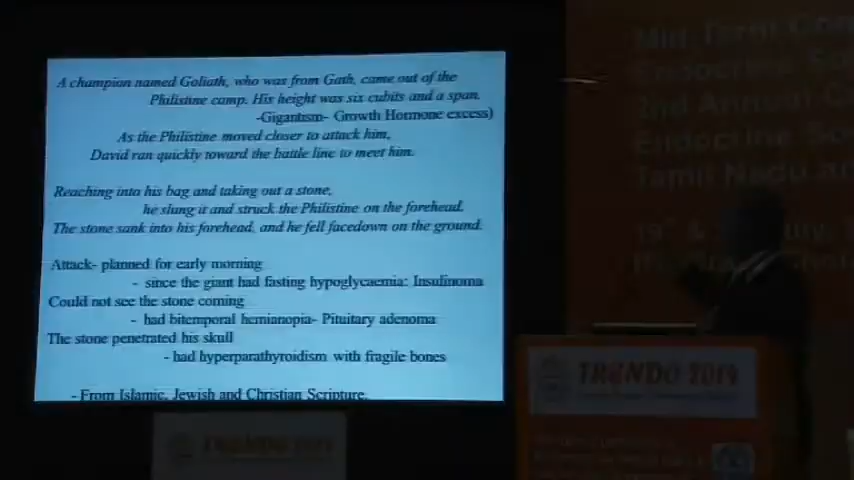 A champion named Goliath, who was from Gath, came out of the
Philistine camp. His height was six cubits and a span.
-Gigantism- Growth Hormone excess)
As the Philistine moved closer to attack him,
David ran quickly toward the battle line to meet him.
Reaching into his bag and taking out a stone,
he slung it and struck the Philistine on the forehead.
The stone sank into his forehead, and he fell facedown on the ground.
Attack- planned for early morning
- since the giant had fasting hypoglycaemia: Insulinoma
Could not see the stone coming
- had bitemporal hemianopia- Pituitary adenoma
The stone penetrated his skull
- had hyperparathyroidism with fragile bones
- From Islamic, Jewish and Christian Scripture.
Mid Term Con
Endocrine So
2nd Annual C
Endocrine So
Tamil Nadu an
TRENDO 2014
TRENDO 2014